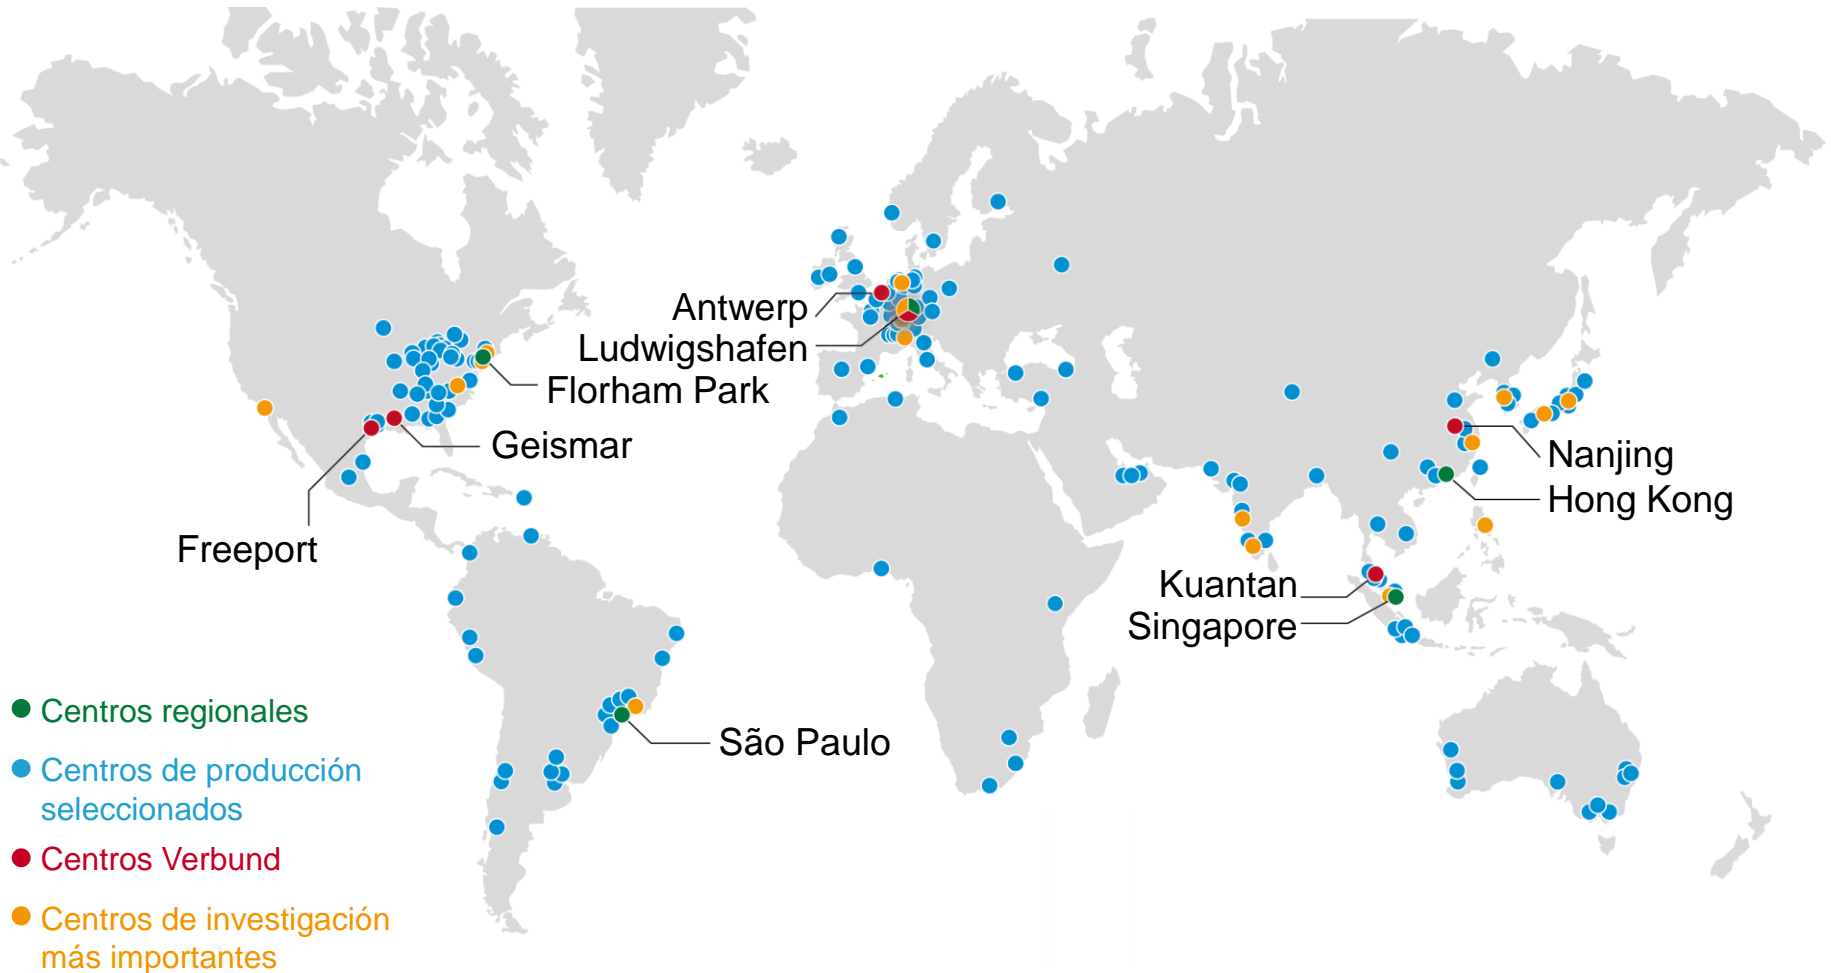 Antwerp
Ludwigshafen
Florham Park
Geismar
Freeport
Nanjing
Hong Kong
Kuantan
Singapore
São Paulo
Centros regionales
Centros de producción
seleccionados
Centros Verbund
Centros de investigación
más importantes